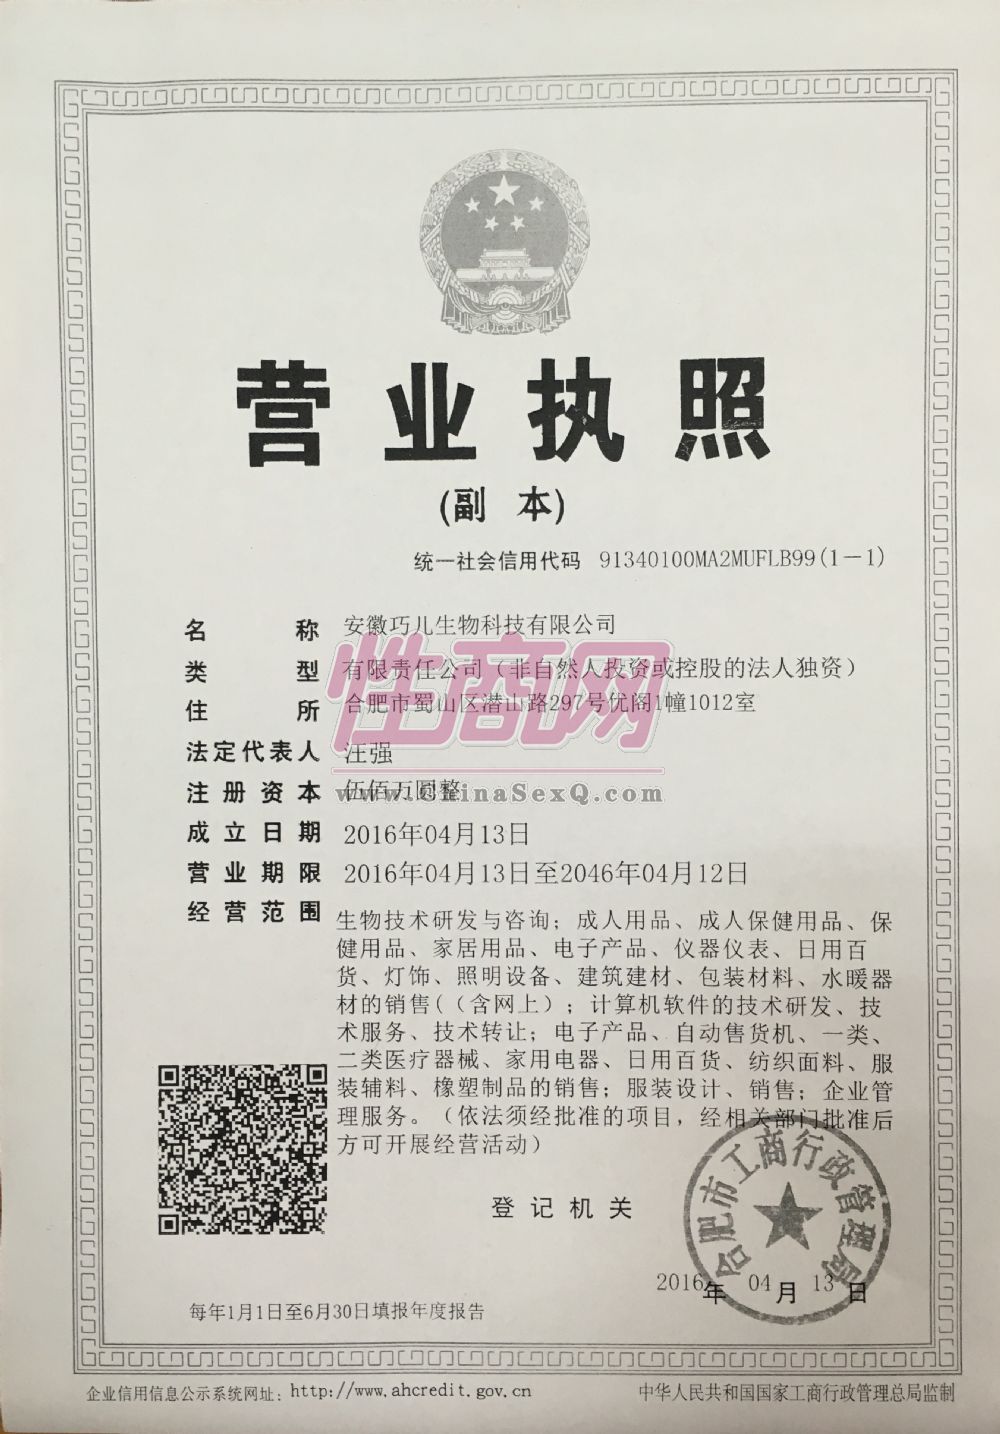 营业执照
(副 本)
统一社会信用代码 91340100MA2MUFLB99(1-1)
名 称 安徽巧儿生物科技有限公司
类 型 有限责任公司（非自然人投资或控股的法人独资）
住 所 合肥市蜀山区潜山路297号优阁1幢1012室
法定代表人 汪强
注册资本 伍佰万圆整
成立日期 2016年04月13日
营业期限 2016年04月13日至2046年04月12日
经营范围 生物技术研发与咨询；成人用品、成人保健用品、保
健用品、家居用品、电子产品、仪器仪表、日用百
货、灯饰、照明设备、建筑建材、包装材料、水暖器
材的销售(（含网上）；计算机软件的技术研发、技
术服务、技术转让；电子产品、自动售货机、一类、
二类医疗器械、家用电器、日用百货、纺织面料、服
装辅料、橡塑制品的销售；服装设计、销售；企业管
理服务。（依法须经批准的项目，经相关部门批准后
方可开展经营活动）
性商网
www.ChinaSexQ.com
登记机关
合肥市工商行政管理局
2016年 04月 13日
每年1月1日至6月30日填报年度报告
企业信用信息公示系统网址：http://www.ahcredit.gov.cn
中华人民共和国国家工商行政管理总局监制